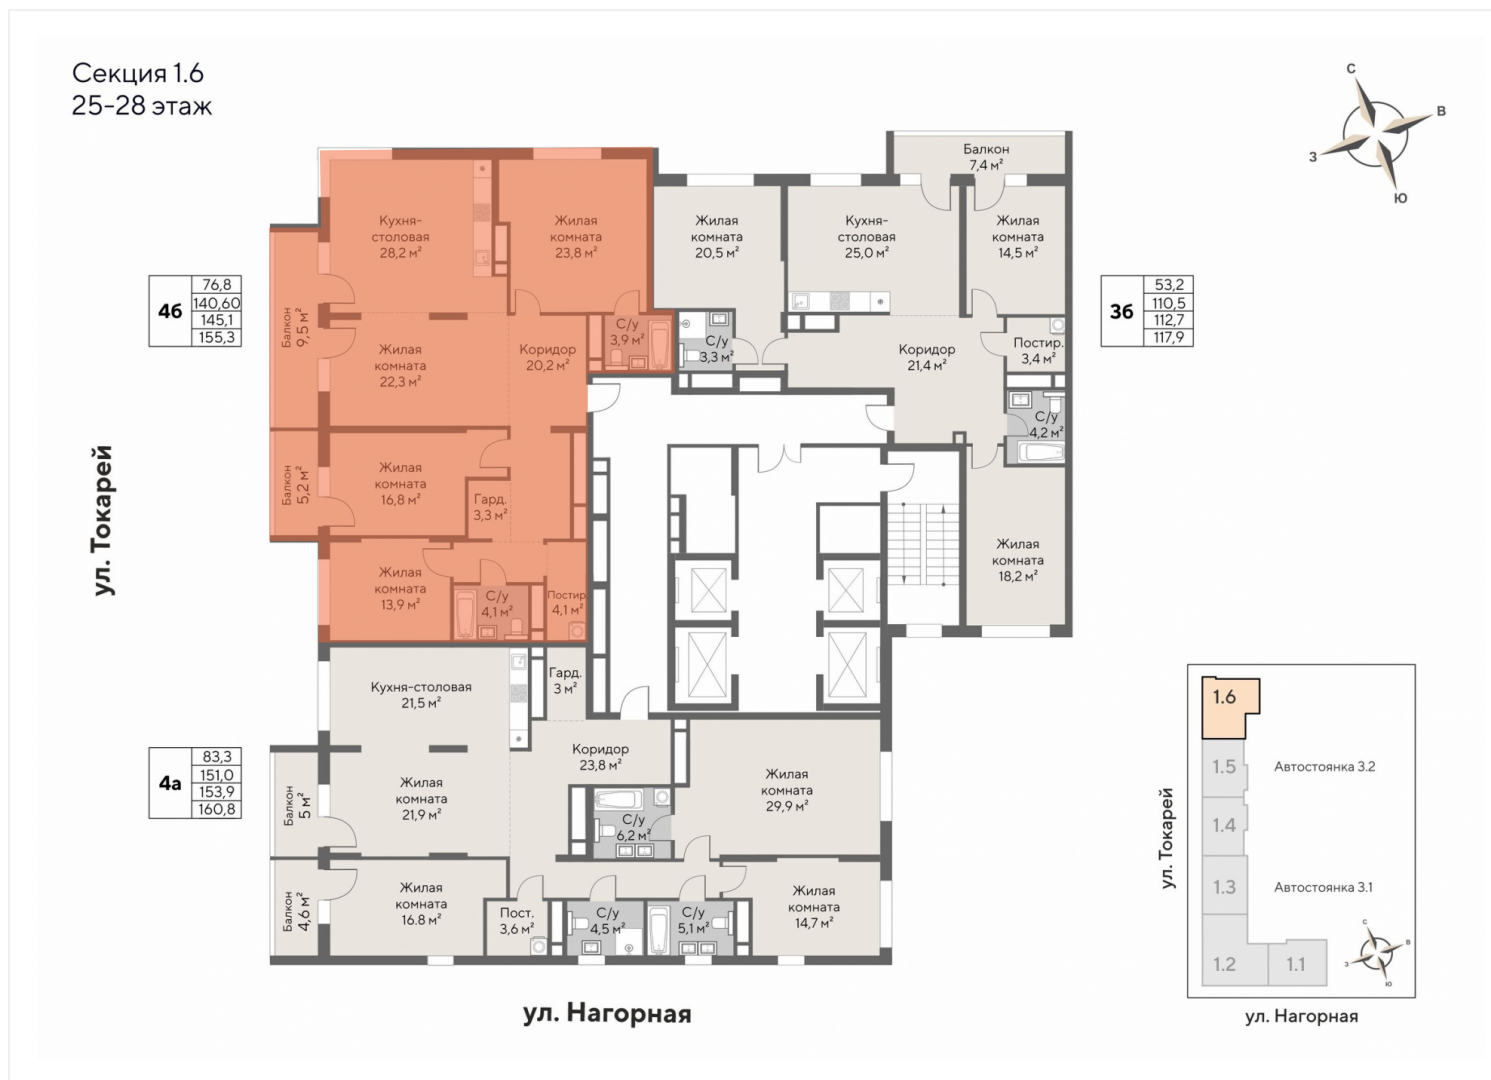 Секция 1.6
25-28 этаж
С
В
З
Ю
Балкон
7,4 м²
Кухня-
столовая
28,2 м²
Жилая
комната
23,8 м²
Жилая
комната
20,5 м²
Кухня-
столовая
25,0 м²
Жилая
комната
14,5 м²
4б
76,8
140,60
145,1
155,3
Балкон
9,5 м²
Жилая
комната
22,3 м²
Коридор
20,2 м²
С/у
3,9 м²
С/у
3,3 м²
Коридор
21,4 м²
Постир.
3,4 м²
3б
53,2
110,5
112,7
117,9
С/у
4,2 м²
ул. Токарей
Балкон
5,2 м²
Жилая
комната
16,8 м²
Гард.
3,3 м²
Жилая
комната
18,2 м²
Жилая
комната
13,9 м²
С/у
4,1 м²
Постир.
4,1 м²
Кухня-столовая
21,5 м²
Гард.
3 м²
Коридор
23,8 м²
4а
83,3
151,0
153,9
160,8
Балкон
5 м²
Жилая
комната
21,9 м²
Жилая
комната
29,9 м²
С/у
6,2 м²
Балкон
4,6 м²
Жилая
комната
16.8 м²
Пост.
3,6 м²
С/у
4,5 м²
С/у
5,1 м²
Жилая
комната
14,7 м²
ул. Нагорная
1.6
1.5
Автостоянка 3.2
1.4
ул. Токарей
1.3
Автостоянка 3.1
1.2
1.1
С
В
З
Ю
ул. Нагорная